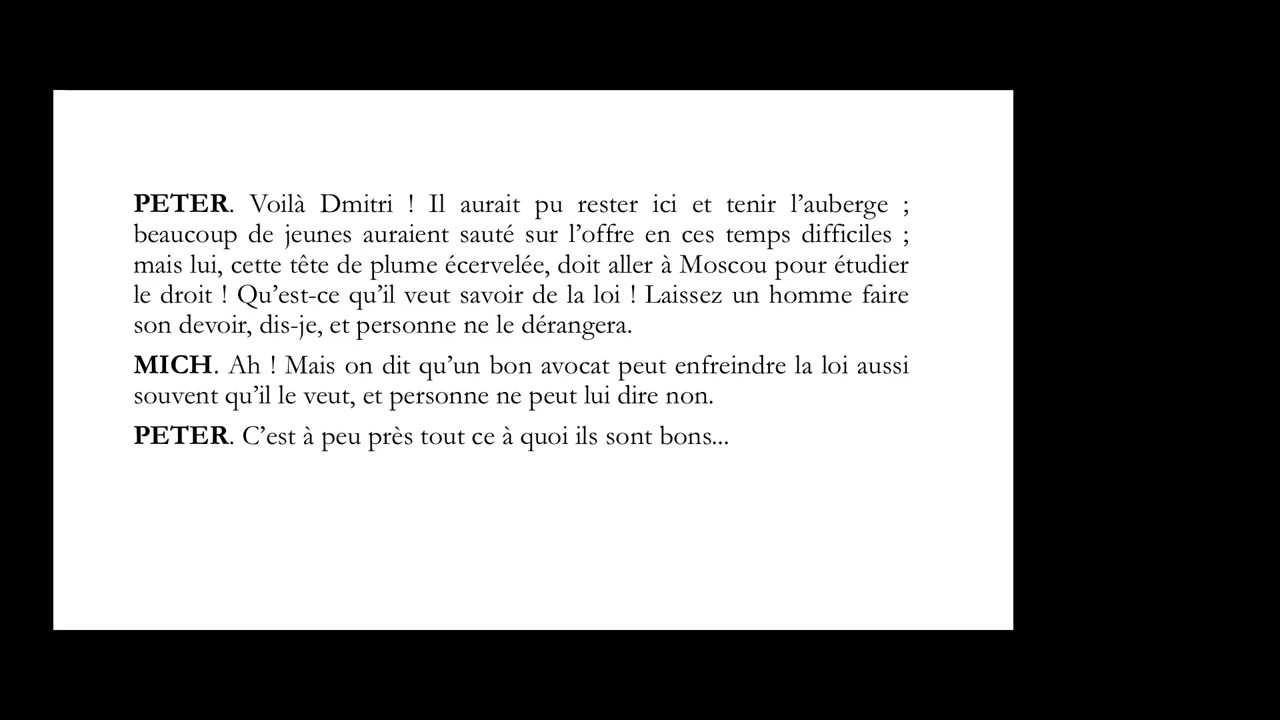 PETER. Voilà Dmitri ! Il aurait pu rester ici et tenir l’auberge ;
beaucoup de jeunes auraient sauté sur l’offre en ces temps difficiles ;
mais lui, cette tête de plume écervelée, doit aller à Moscou pour étudier
le droit ! Qu’est-ce qu’il veut savoir de la loi ! Laissez un homme faire
son devoir, dis-je, et personne ne le dérangera.
MICH. Ah ! Mais on dit qu’un bon avocat peut enfreindre la loi aussi
souvent qu’il le veut, et personne ne peut lui dire non.
PETER. C’est à peu près tout ce à quoi ils sont bons...